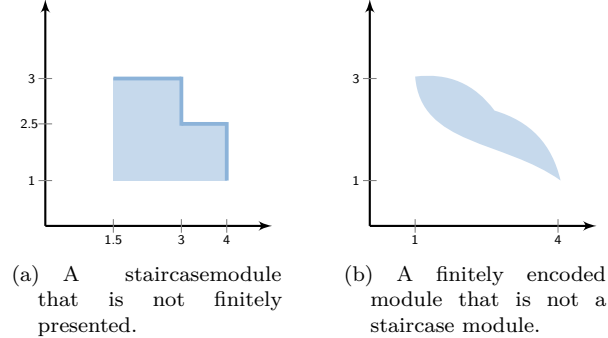 3
2.5
1
1.5 3 4
(a) A staircasemodule
that is not finitely
presented.
3
1
1 4
(b) A finitely encoded
module that is not a
staircase module.